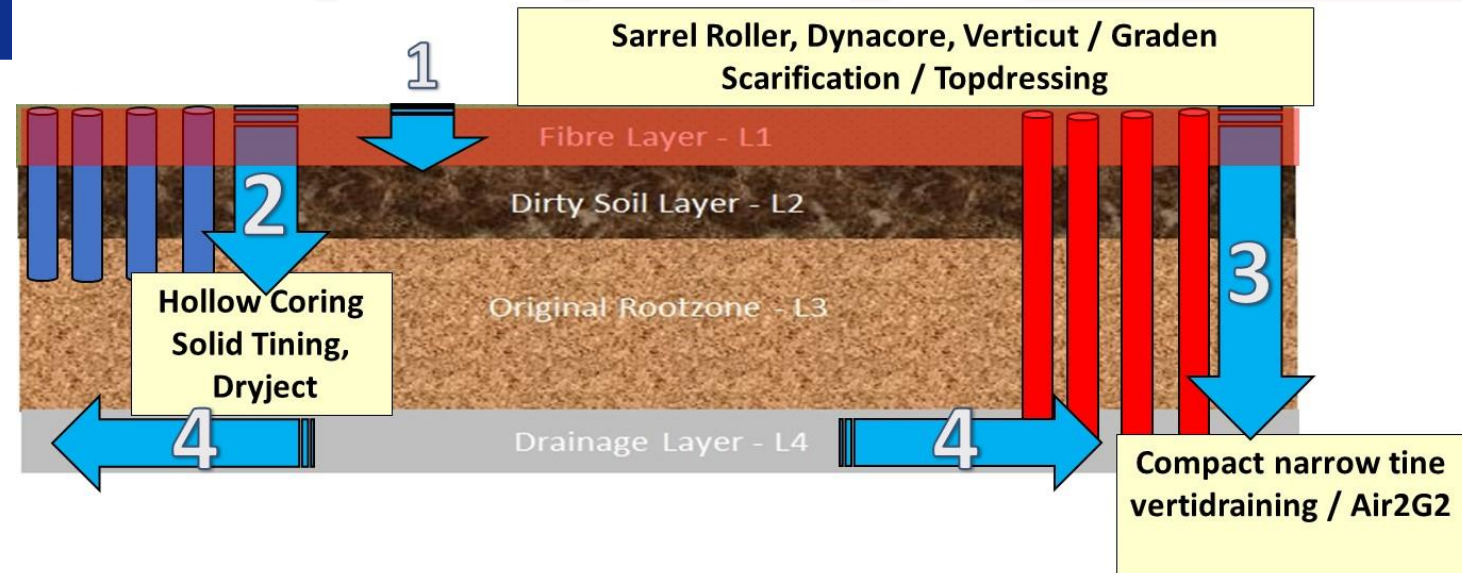 1
Sarrel Roller, Dynacore, Verticut / Graden
Scarification / Topdressing
Fibre Layer - L1
2
Dirty Soil Layer - L2
3
Hollow Coring
Solid Tining,
Dryject
Original Rootzone - L3
4
Drainage Layer - L4
4
Compact narrow tine
vertidraining / Air2G2